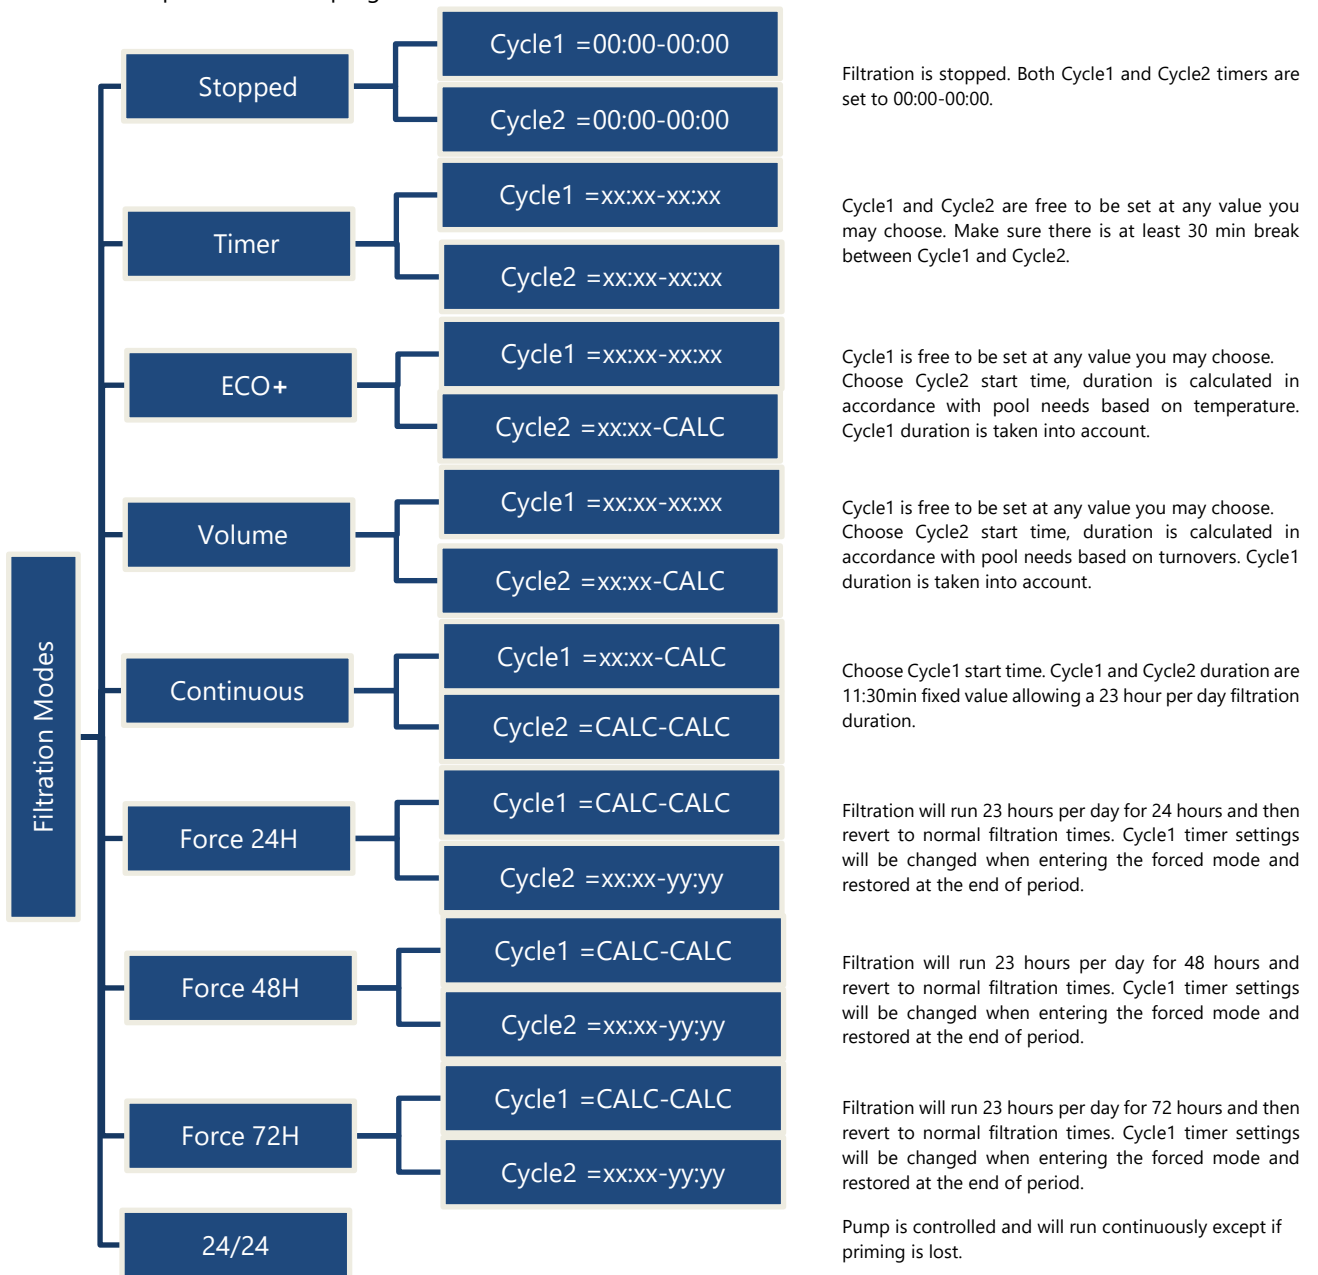 Stopped
Cycle1 =00:00-00:00
Cycle2 =00:00-00:00
Filtration is stopped. Both Cycle1 and Cycle2 timers are
set to 00:00-00:00.
Timer
Cycle1 =xx:xx-xx:xx
Cycle2 =xx:xx-xx:xx
Cycle1 and Cycle2 are free to be set at any value you
may choose. Make sure there is at least 30 min break
between Cycle1 and Cycle2.
ECO+
Cycle1 =xx:xx-xx:xx
Cycle2 =xx:xx-CALC
Cycle1 is free to be set at any value you may choose.
Choose Cycle2 start time, duration is calculated in
accordance with pool needs based on temperature.
Cycle1 duration is taken into account.
Volume
Cycle1 =xx:xx-xx:xx
Cycle2 =xx:xx-CALC
Cycle1 is free to be set at any value you may choose.
Choose Cycle2 start time, duration is calculated in
accordance with pool needs based on turnovers. Cycle1
duration is taken into account.
Filtration Modes
Continuous
Cycle1 =xx:xx-CALC
Cycle2 =CALC-CALC
Choose Cycle1 start time. Cycle1 and Cycle2 duration are
11:30min fixed value allowing a 23 hour per day filtration
duration.
Force 24H
Cycle1 =CALC-CALC
Cycle2 =xx:xx-yy:yy
Filtration will run 23 hours per day for 24 hours and then
revert to normal filtration times. Cycle1 timer settings
will be changed when entering the forced mode and
restored at the end of period.
Force 48H
Cycle1 =CALC-CALC
Cycle2 =xx:xx-yy:yy
Filtration will run 23 hours per day for 48 hours and
revert to normal filtration times. Cycle1 timer settings
will be changed when entering the forced mode and
restored at the end of period.
Force 72H
Cycle1 =CALC-CALC
Cycle2 =xx:xx-yy:yy
Filtration will run 23 hours per day for 72 hours and then
revert to normal filtration times. Cycle1 timer settings
will be changed when entering the forced mode and
restored at the end of period.
24/24
Pump is controlled and will run continuously except if
priming is lost.